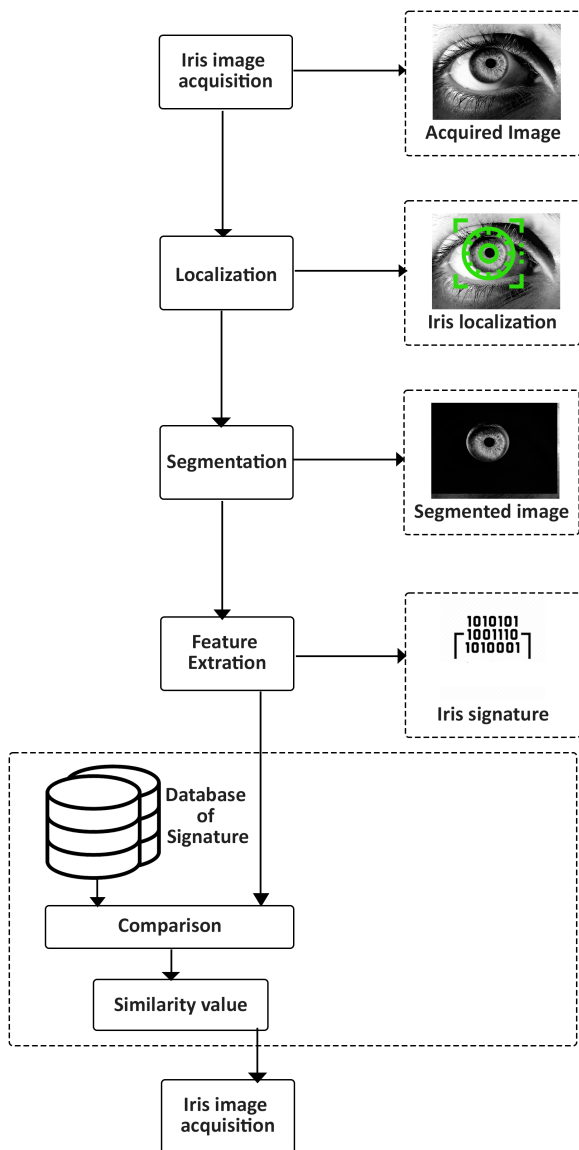 Iris image
acquisition
Acquired Image
Localization
Iris localization
Segmentation
Segmented image
Feature
Extration
1010101
1001110
1010001
Iris signature
Database
of
Signature
Comparison
Similarity value
Iris image
acquisition